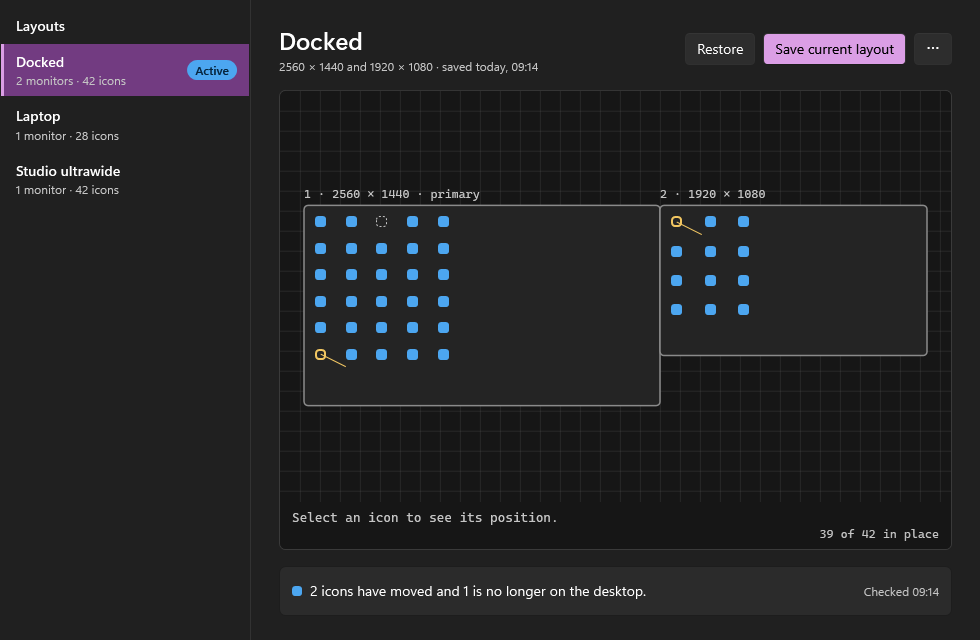 Layouts
Docked
2 monitors · 42 icons
Active
Laptop
1 monitor · 28 icons
Studio ultrawide
1 monitor · 42 icons
Docked
2560 × 1440 and 1920 × 1080 · saved today, 09:14
Restore
Save current layout
···
1 · 2560 × 1440 · primary
2 · 1920 × 1080
Select an icon to see its position.
39 of 42 in place
2 icons have moved and 1 is no longer on the desktop.
Checked 09:14